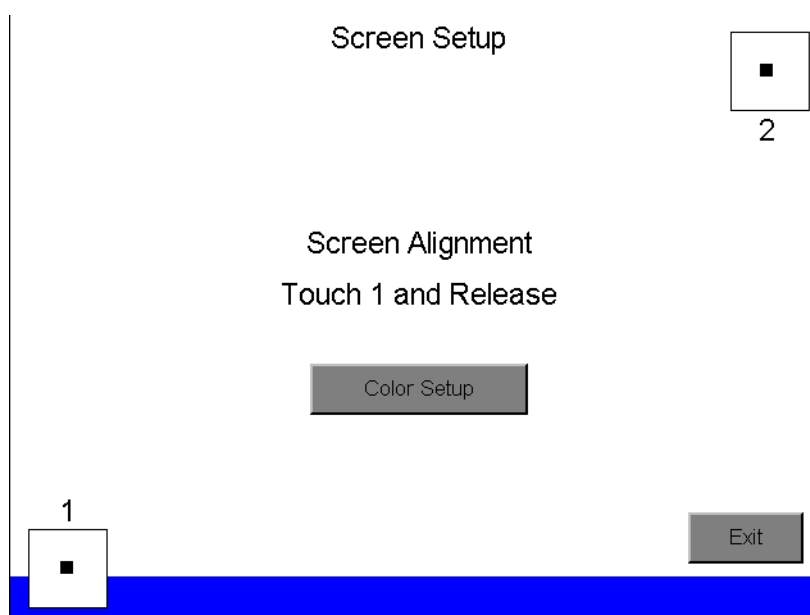 Screen Setup
2
Screen Alignment
Touch 1 and Release
Color Setup
1
Exit